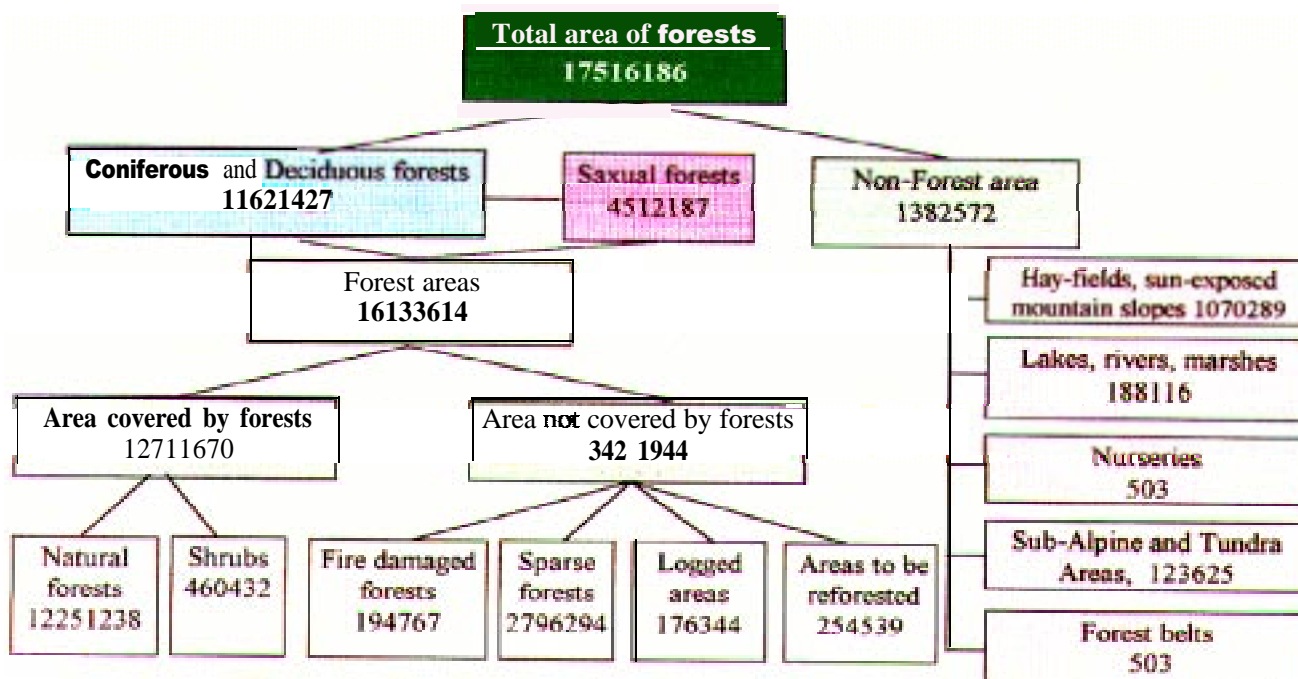 Total area of forests
17516186
Coniferous and Deciduous forests
11621427
Saxual forests
4512187
Non-Forest area
1382572
Forest areas
16133614
Hay-fields, sun-exposed
mountain slopes 1070289
Lakes, rivers, marshes
188116
Nurseries
503
Sub-Alpine and Tundra
Areas, 123625
Forest belts
503
Area covered by forests
12711670
Area not covered by forests
342 1944
Natural
forests
12251238
Shrubs
460432
Fire damaged
forests
194767
Sparse
forests
2796294
Logged
areas
176344
Areas to be
reforested
254539